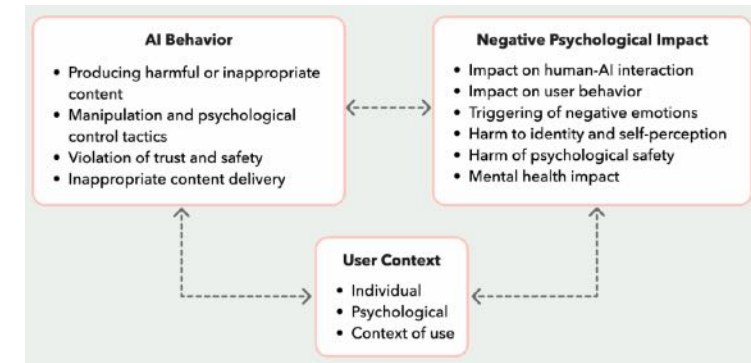 AI Behavior
• Producing harmful or inappropriate
content
• Manipulation and psychological
control tactics
• Violation of trust and safety
• Inappropriate content delivery
Negative Psychological Impact
• Impact on human-AI interaction
• Impact on user behavior
• Triggering of negative emotions
• Harm to identity and self-perception
• Harm of psychological safety
• Mental health impact
User Context
• Individual
• Psychological
• Context of use